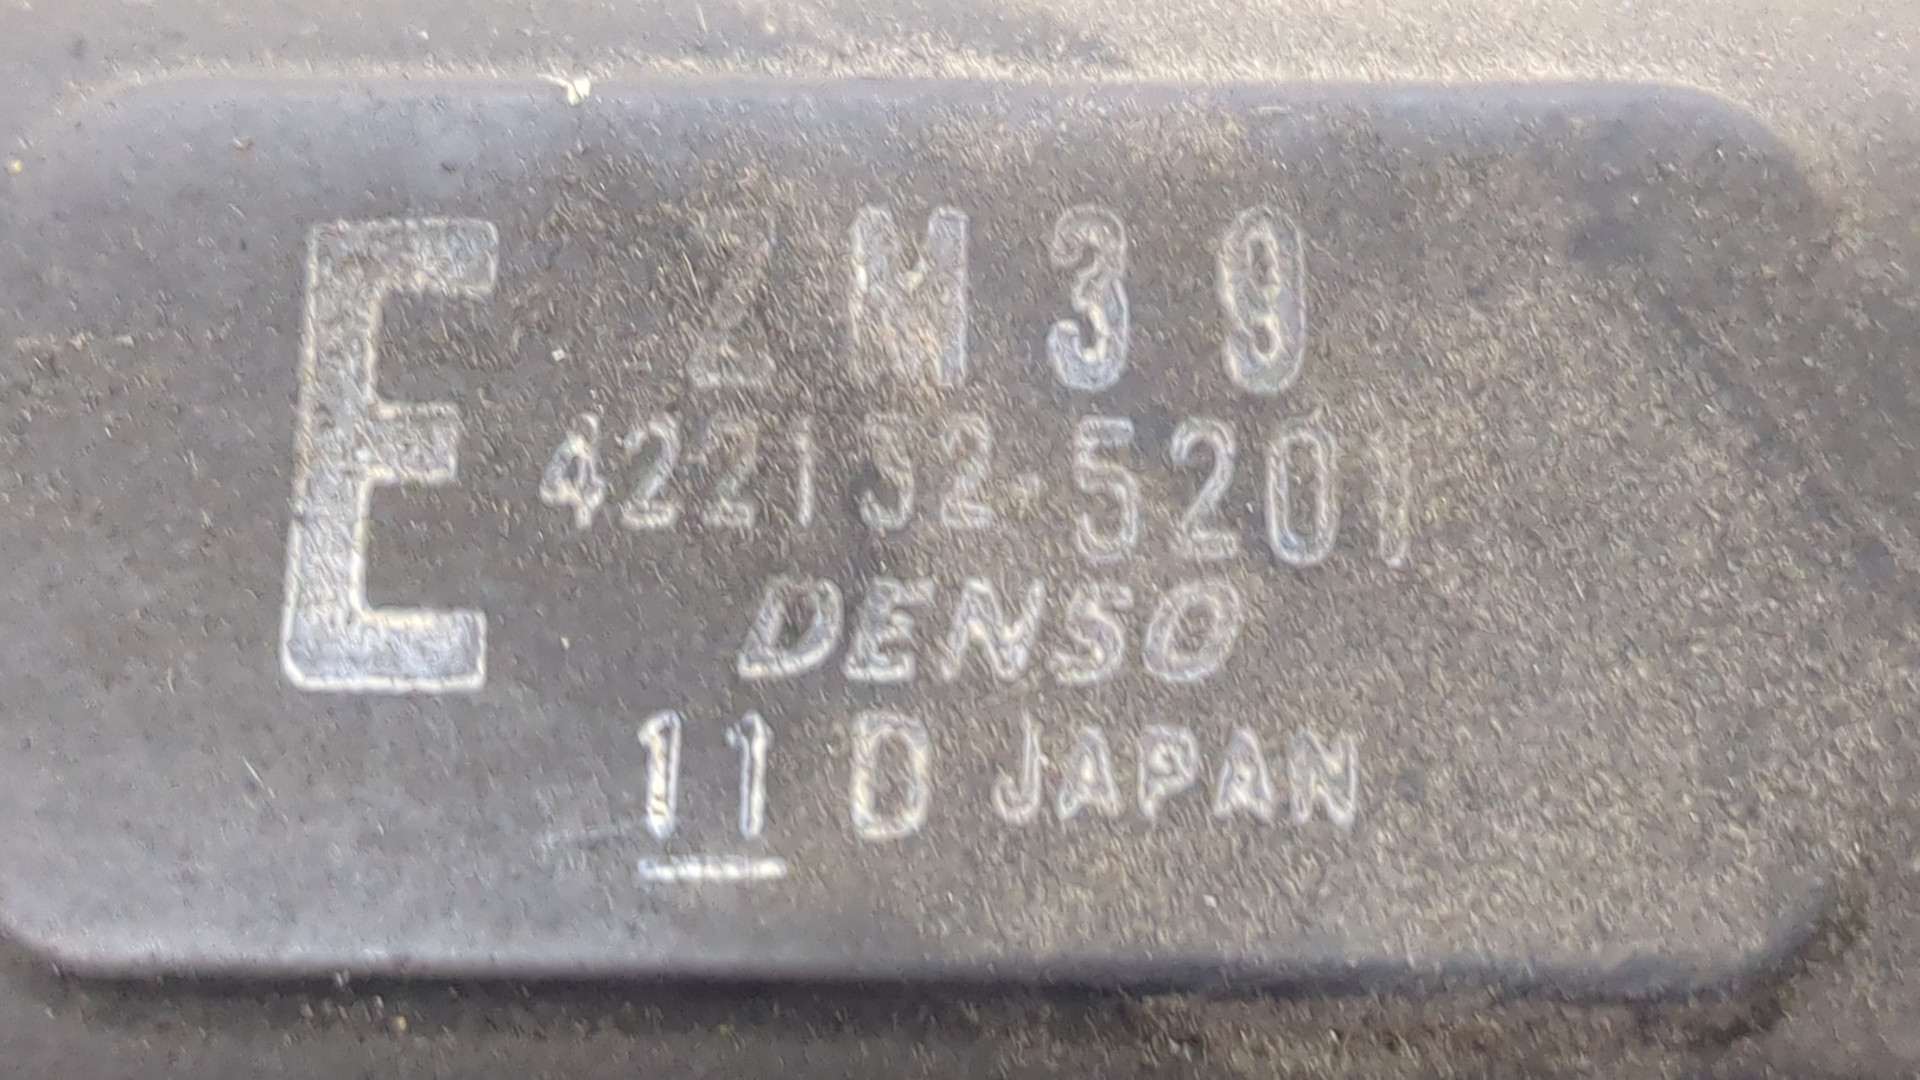 E
ZM39
422132-5201
DENSO
11 D JAPAN